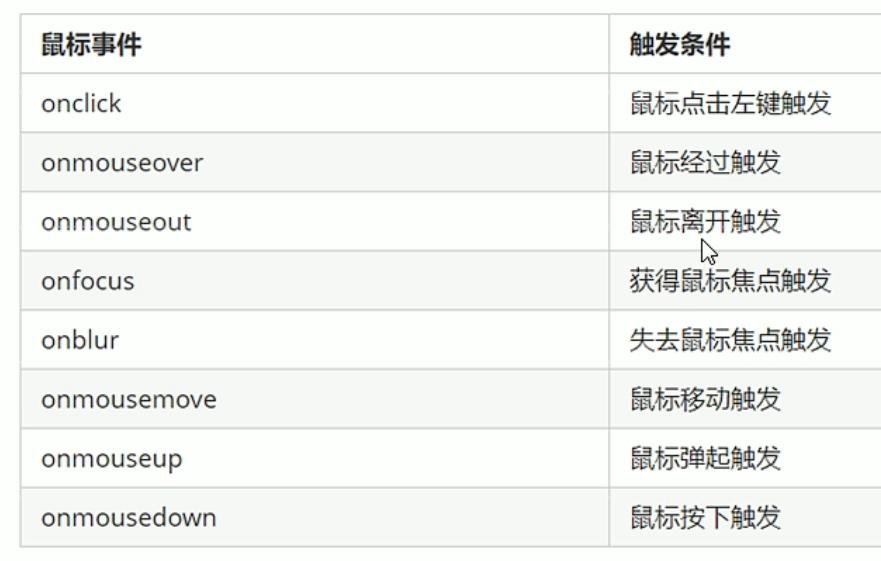 鼠标事件 触发条件
onclick 鼠标点击左键触发
onmouseover 鼠标经过触发
onmouseout 鼠标离开触发
onfocus 获得鼠标焦点触发
onblur 失去鼠标焦点触发
onmousemove 鼠标移动触发
onmouseup 鼠标弹起触发
onmousedown 鼠标按下触发